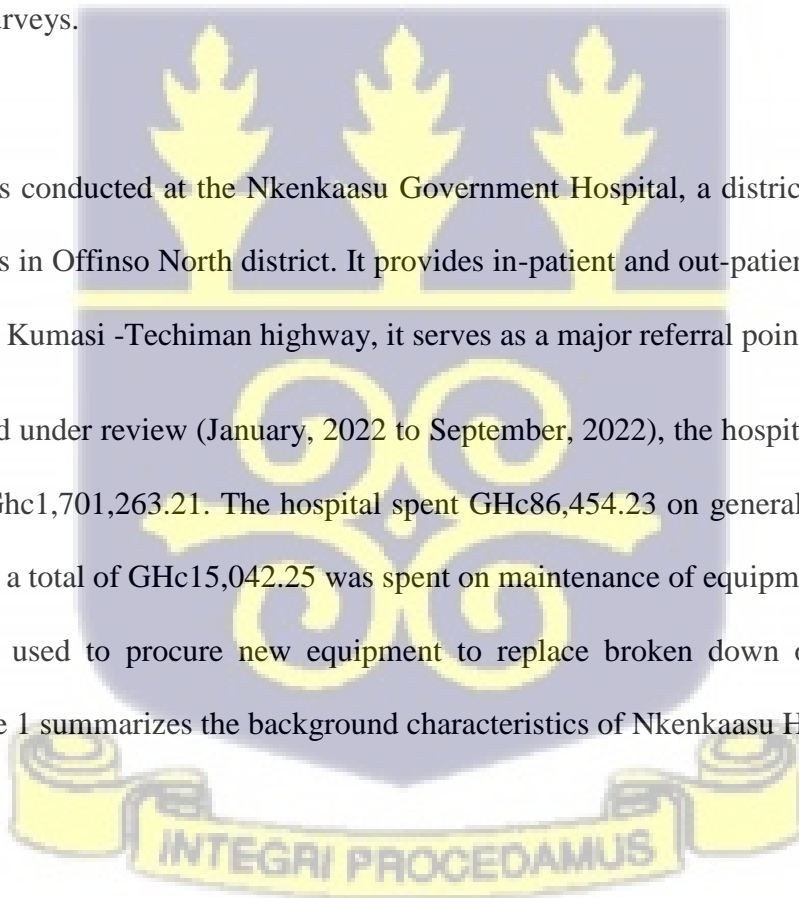 urveys.
s conducted at the Nkenkaasu Government Hospital, a distric
s in Offinso North district. It provides in-patient and out-patien
Kumasi -Techiman highway, it serves as a major referral poin
d under review (January, 2022 to September, 2022), the hospit
Ghc1,701,263.21. The hospital spent GHc86,454.23 on general
a total of GHc15,042.25 was spent on maintenance of equipm
used to procure new equipment to replace broken down o
e 1 summarizes the background characteristics of Nkenkaasu H
INTEGRI PROCEDAMUS